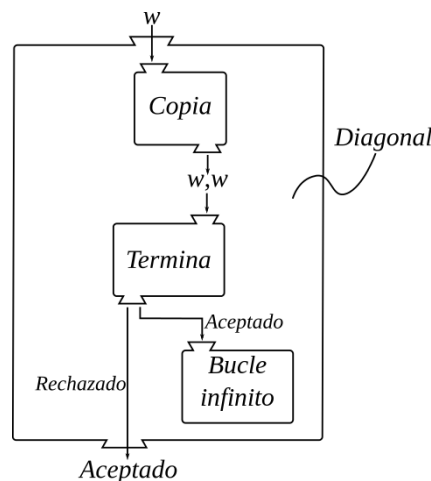 w
Copia
Diagonal
w,w
Termina
Aceptado
Bucle
infinito
Rechazado
Aceptado